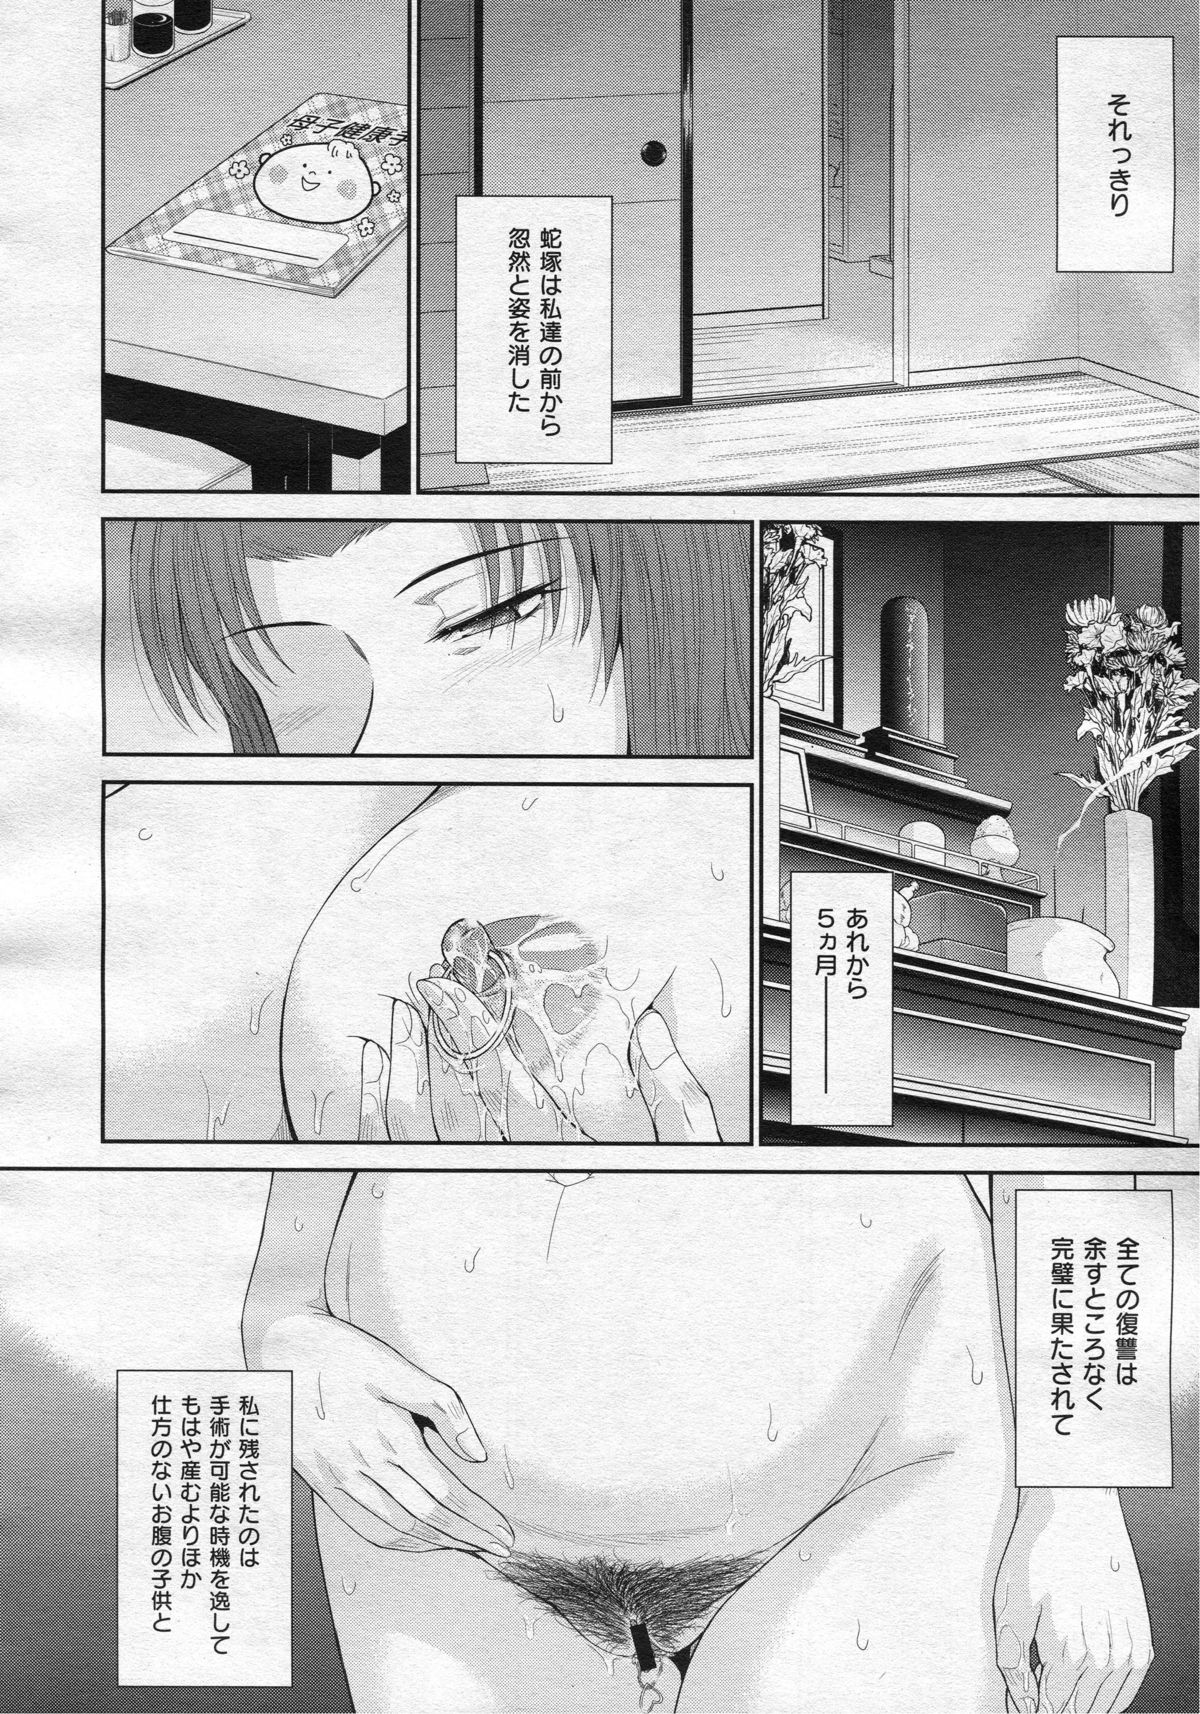 それっきり
蛇塚は私達の前から
忽然と姿を消した
母子健康手
あれから
5ヵ月――――
全ての復讐は
余すところなく
完璧に果たされて
私に残されたのは
手術が可能な時機を逸して
もはや産むよりほか
仕方のないお腹の子供と